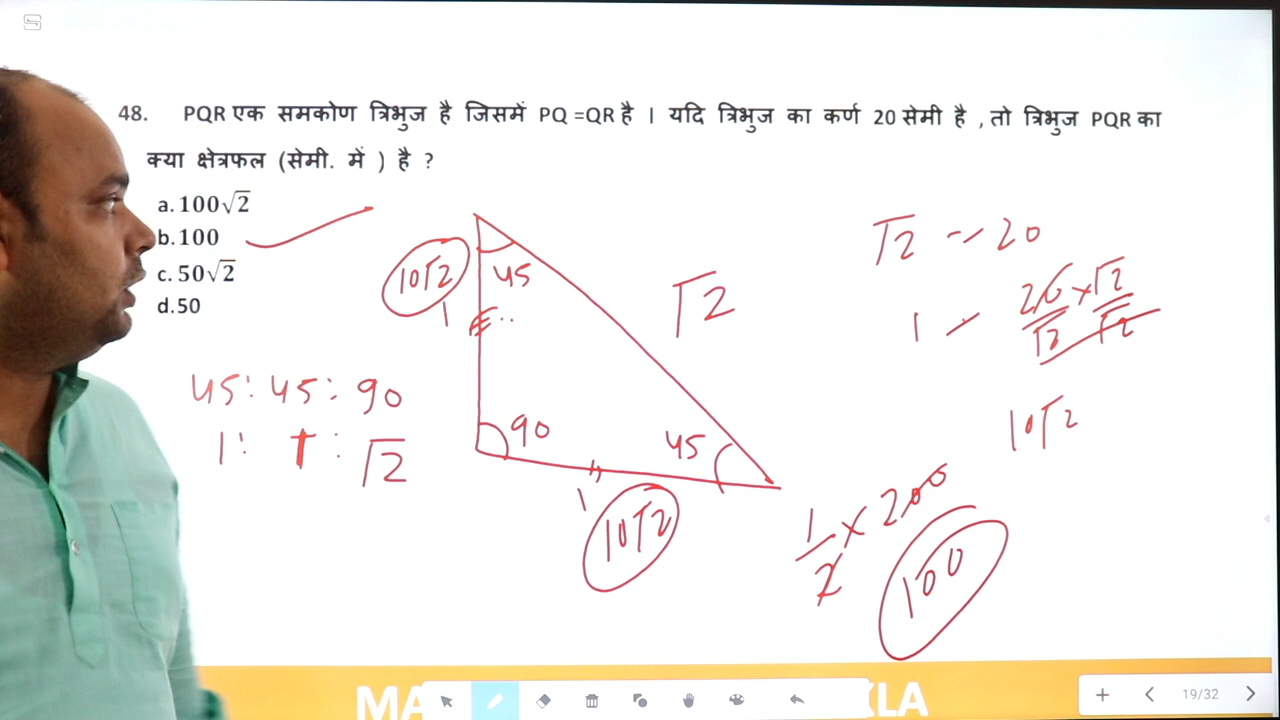 48. PQR एक समकोण त्रिभुज है जिसमें PQ =QR है । यदि त्रिभुज का कर्ण 20 सेमी है , तो त्रिभुज PQR का
क्या क्षेत्रफल (सेमी. में ) है ?
a. 100√2
b. 100
c. 50√2
d. 50
45: 45: 90
1: 1: √2
10√2
45
1
90
45
1
10√2
√2
√2 - 20
1 - 20/√2 × √2/√2
10√2
1/2 × 200
100
MA
KLA
19/32